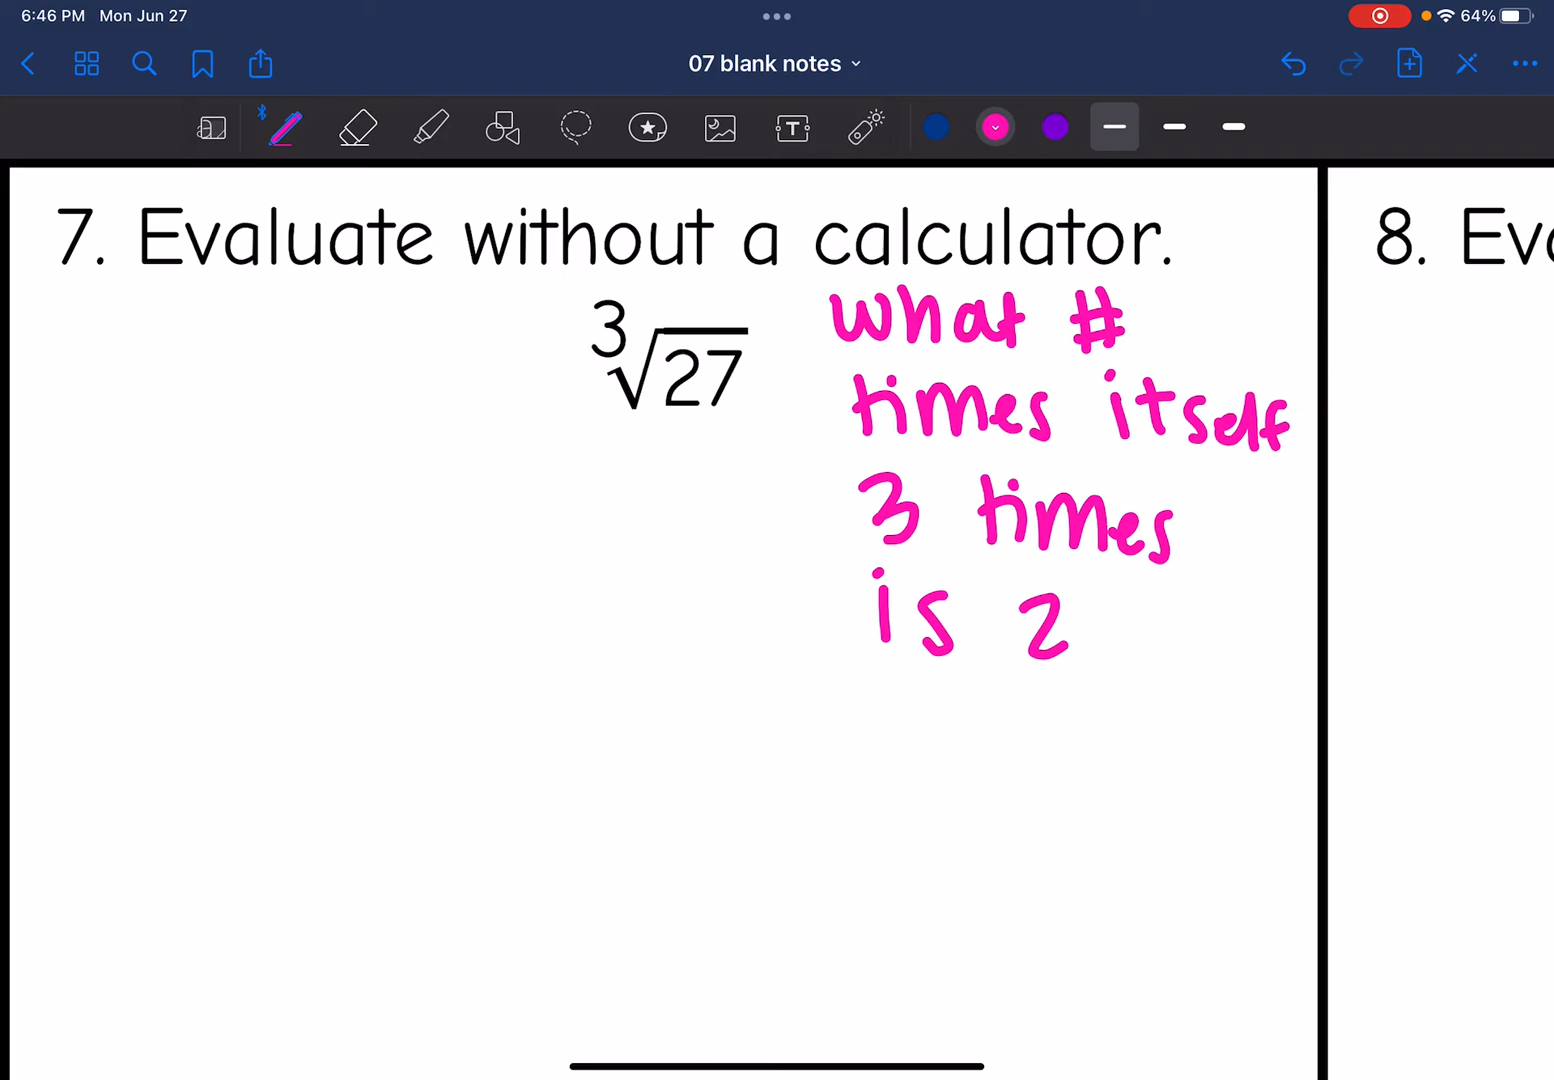 6:46 PM Mon Jun 27
64%
07 blank notes
T
7. Evaluate without a calculator.
8. Ev
∛27
what #
times itself
3 times
is 2